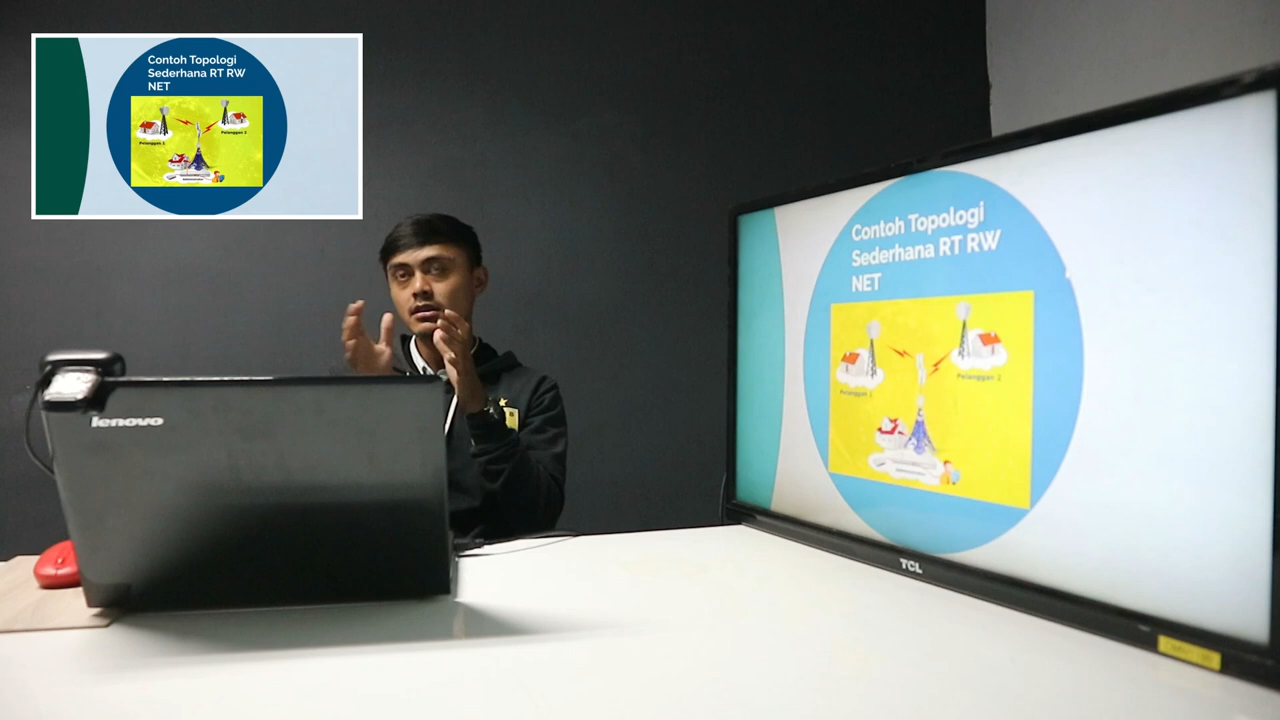 Contoh Topologi
Sederhana RT RW
NET
Pelanggan 1
Pelanggan 2
lenovo
Contoh Topologi
Sederhana RT RW
NET
Pelanggan 1
Pelanggan 2
TCL